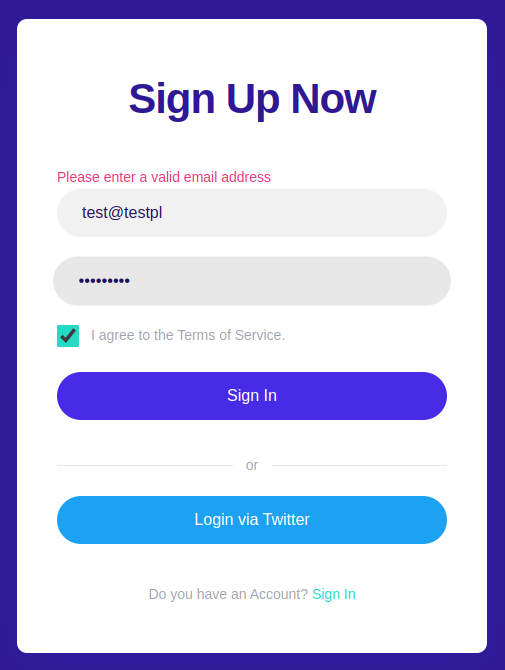 Sign Up Now
Please enter a valid email address
test@testpl
•••••••••
I agree to the Terms of Service.
Sign In
or
Login via Twitter
Do you have an Account? Sign In